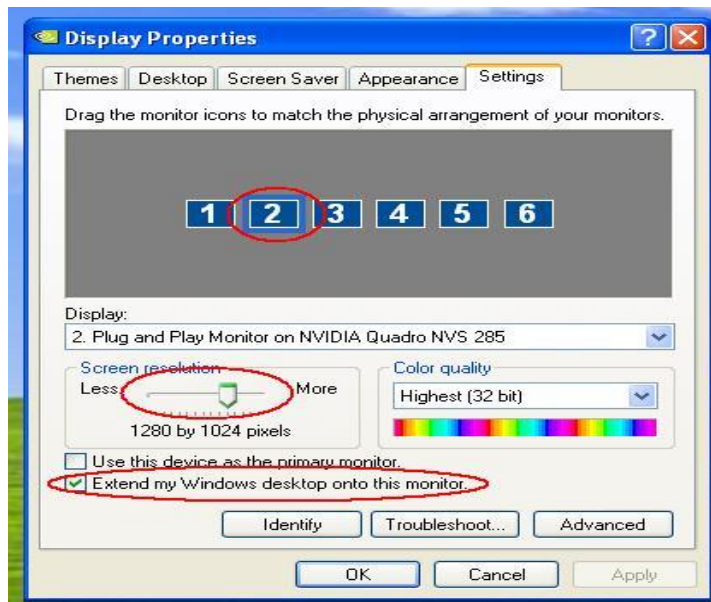 Display Properties
Themes Desktop Screen Saver Appearance Settings
Drag the monitor icons to match the physical arrangement of your monitors.
1 2 3 4 5 6
Display:
2. Plug and Play Monitor on NVIDIA Quadro NVS 285
Screen resolution
Less More
1280 by 1024 pixels
Color quality
Highest (32 bit)
Use this device as the primary monitor.
Extend my Windows desktop onto this monitor.
Identify Troubleshoot... Advanced
OK Cancel Apply